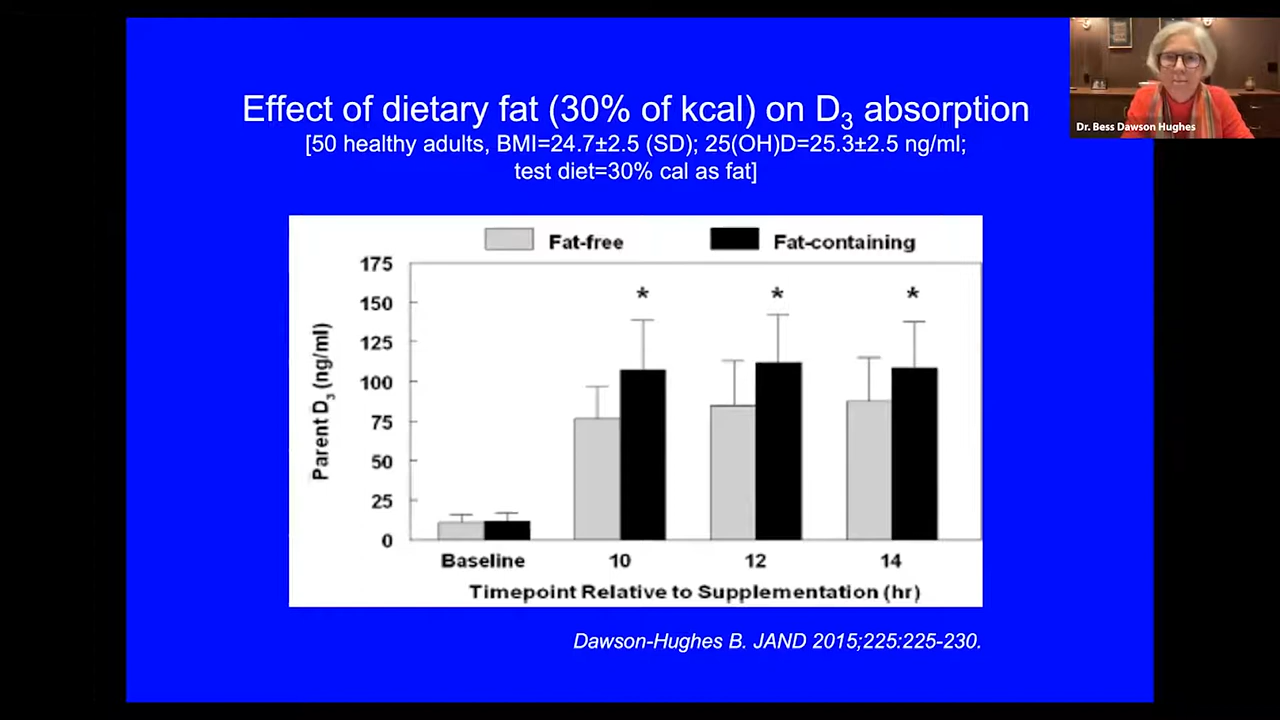 Effect of dietary fat (30% of kcal) on D3 absorption
[50 healthy adults, BMI=24.7±2.5 (SD); 25(OH)D=25.3±2.5 ng/ml;
test diet=30% cal as fat]
Dr. Bess Dawson Hughes
Fat-free
Fat-containing
175
150
125
100
75
50
25
0
Parent D3 (ng/ml)
* * *
Baseline 10 12 14
Timepoint Relative to Supplementation (hr)
Dawson-Hughes B. JAND 2015;225:225-230.